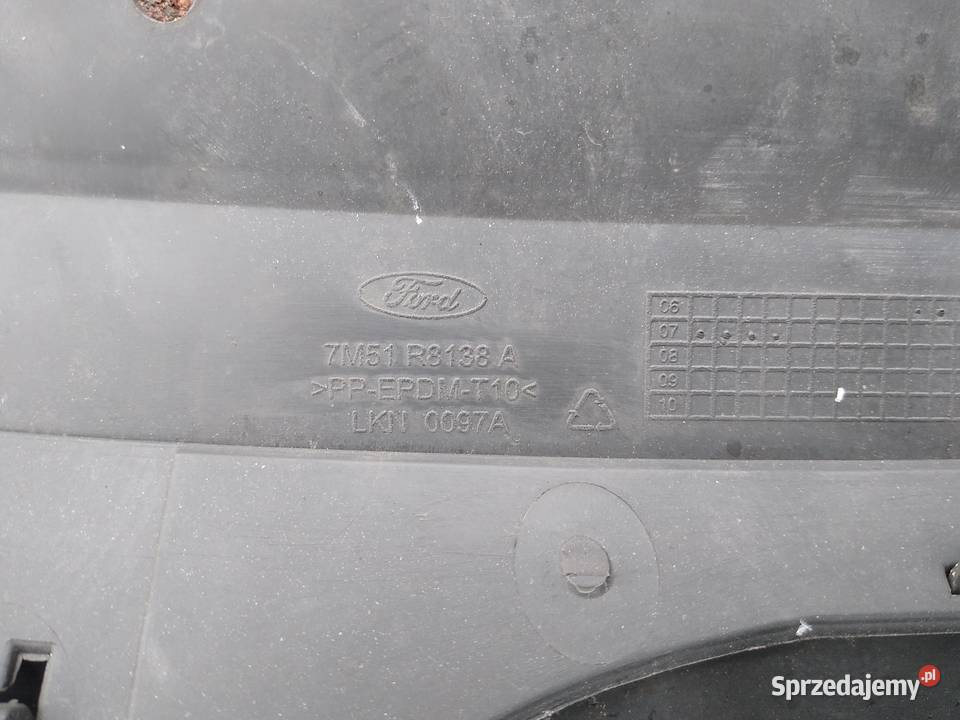 Ford
7M51 R8138 A
>PP-EPDM-T10<
LKN 0097A
06
07
08
09
10
Sprzedajemy.pl